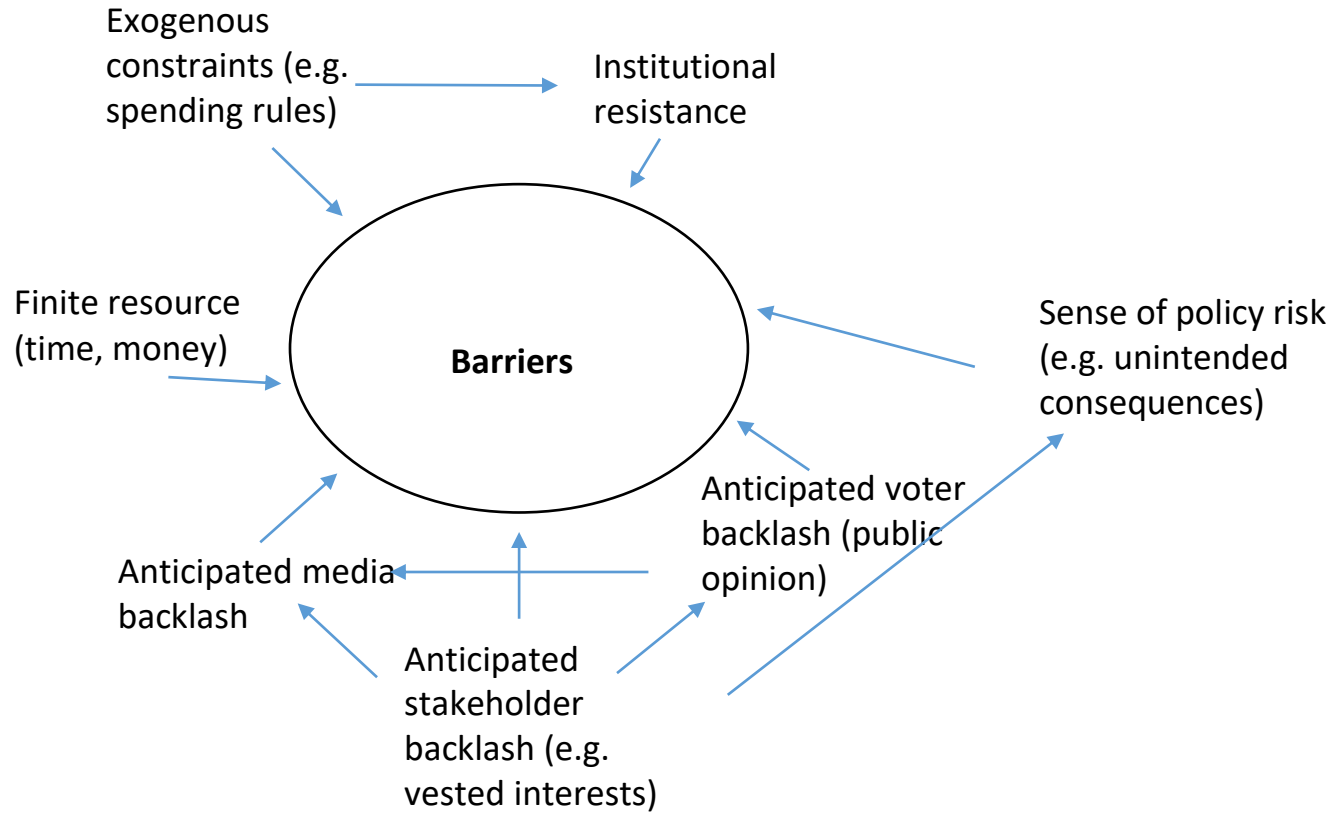 Exogenous
constraints (e.g.
spending rules)
Institutional
resistance
Finite resource
(time, money)
Barriers
Sense of policy risk
(e.g. unintended
consequences)
Anticipated voter
backlash (public
opinion)
Anticipated media
backlash
Anticipated
stakeholder
backlash (e.g.
vested interests)